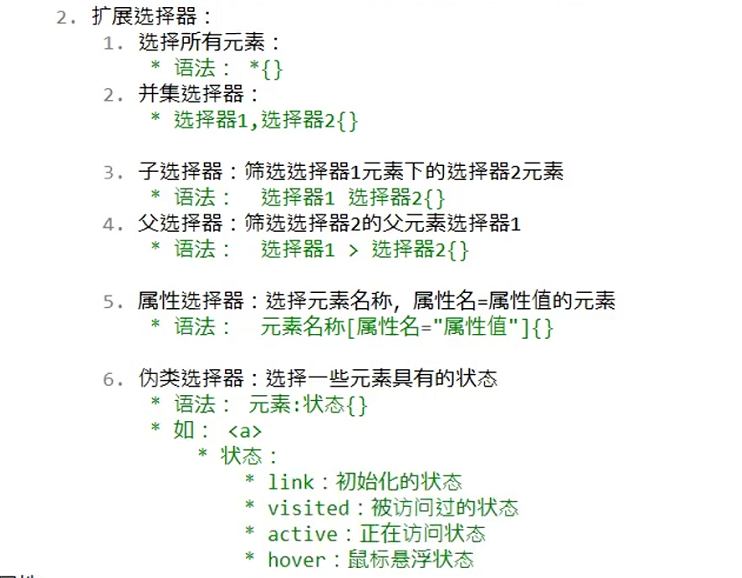 2. 扩展选择器：
1. 选择所有元素：
* 语法： *{}
2. 并集选择器：
* 选择器1,选择器2{}
3. 子选择器：筛选选择器1元素下的选择器2元素
* 语法： 选择器1 选择器2{}
4. 父选择器：筛选选择器2的父元素选择器1
* 语法： 选择器1 > 选择器2{}
5. 属性选择器：选择元素名称，属性名=属性值的元素
* 语法： 元素名称[属性名="属性值"]{}
6. 伪类选择器：选择一些元素具有的状态
* 语法： 元素:状态{}
* 如： <a>
* 状态：
* link：初始化的状态
* visited：被访问过的状态
* active：正在访问状态
* hover：鼠标悬浮状态